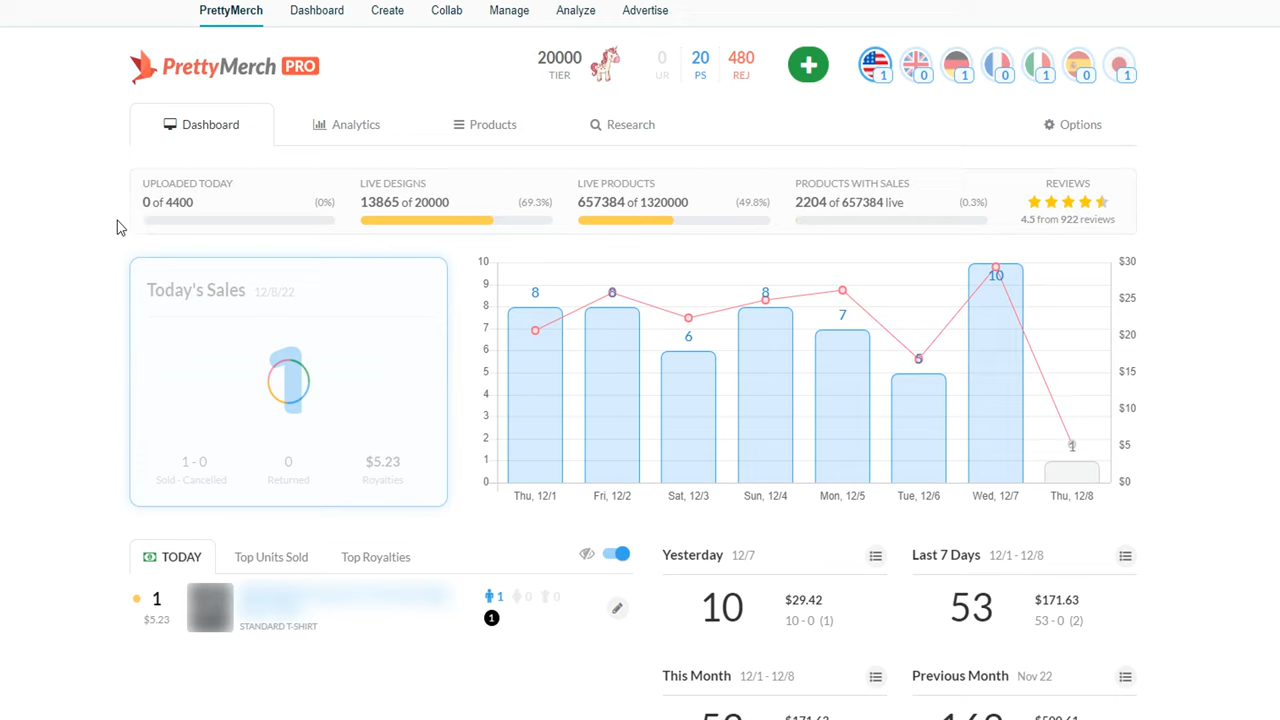 PrettyMerch Dashboard Create Collab Manage Analyze Advertise
PrettyMerch PRO
20000 TIER
0 UR
20 PS
480 REJ
1 0 1 0 1 0 1
Dashboard Analytics Products Research Options
UPLOADED TODAY
0 of 4400 (0%)
LIVE DESIGNS
13865 of 20000 (69.3%)
LIVE PRODUCTS
657384 of 1320000 (49.8%)
PRODUCTS WITH SALES
2204 of 657384 live (0.3%)
REVIEWS
4.5 from 922 reviews
Today's Sales 12/8/22
1
1 - 0 0 $5.23
Sold - Cancelled Returned Royalties
10 $30
9
8 $25
7 $20
6
5 $15
4
3 $10
2 $5
1
0 $0
8 8 6 8 7 5 10 1
Thu, 12/1 Fri, 12/2 Sat, 12/3 Sun, 12/4 Mon, 12/5 Tue, 12/6 Wed, 12/7 Thu, 12/8
TODAY Top Units Sold Top Royalties
1
$5.23
STANDARD T-SHIRT
1 0 0
1
Yesterday 12/7
10 $29.42
10 - 0 (1)
Last 7 Days 12/1 - 12/8
53 $171.63
53 - 0 (2)
This Month 12/1 - 12/8
Previous Month Nov 22